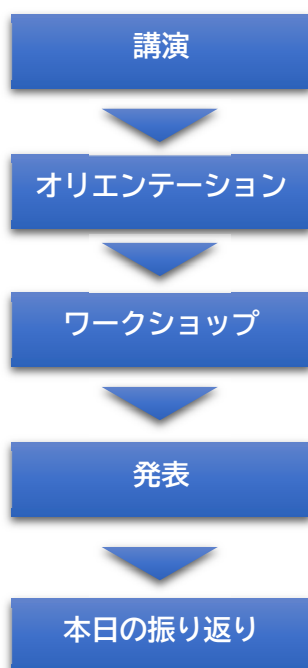 講演
オリエンテーション
ワークショップ
発表
本日の振り返り